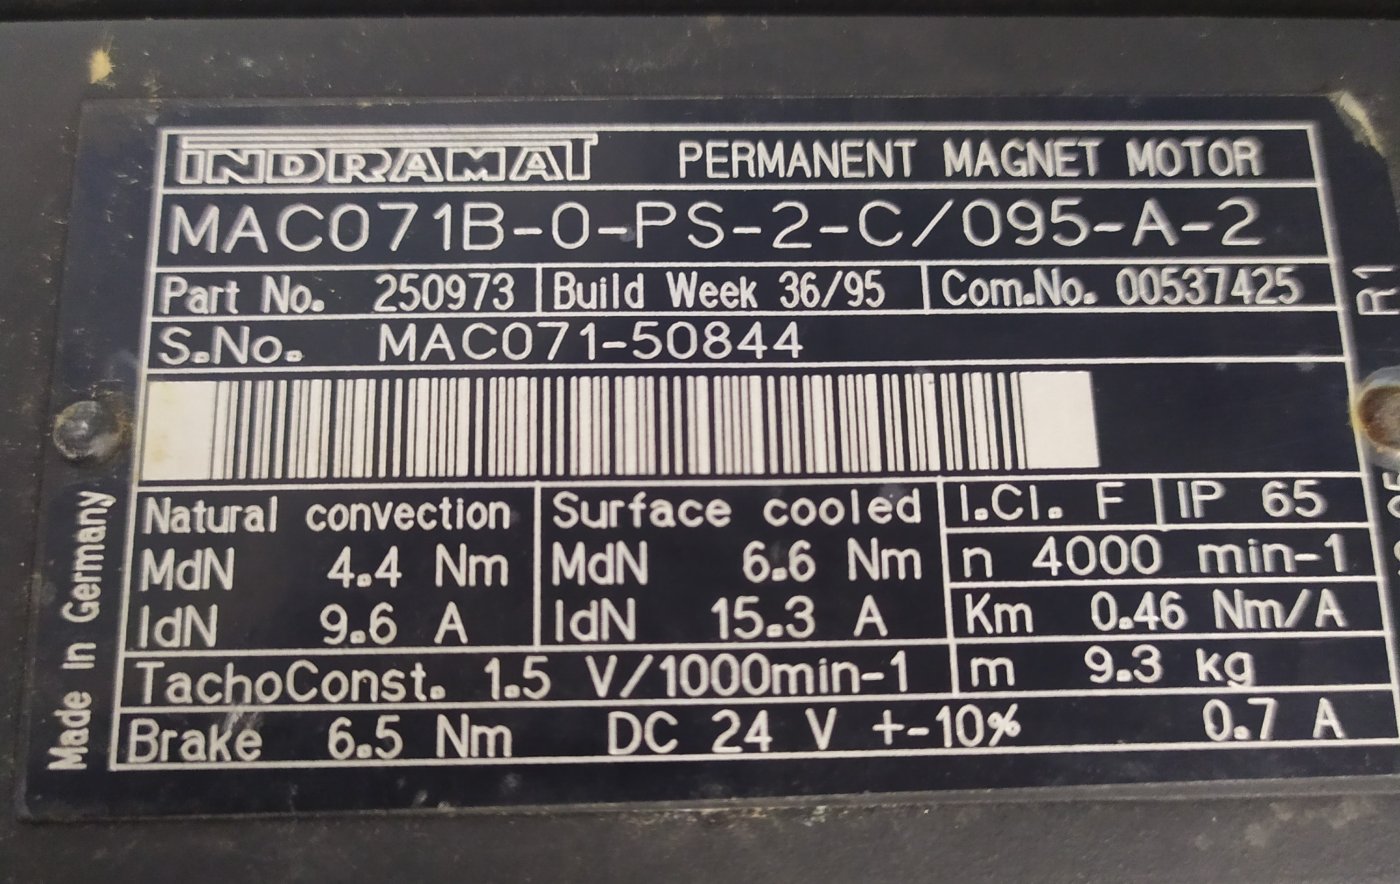 INDRAMAT PERMANENT MAGNET MOTOR
MAC071B-0-PS-2-C/095-A-2
Part No. 250973 Build Week 36/95 Com.No. 00537425
S.No. MAC071-50844
Natural convection Surface cooled I.Cl. F IP 65
MdN 4.4 Nm MdN 6.6 Nm n 4000 min-1
IdN 9.6 A IdN 15.3 A Km 0.46 Nm/A
TachoConst. 1.5 V/1000min-1 m 9.3 kg
Brake 6.5 Nm DC 24 V +-10% 0.7 A
Made in Germany
R1